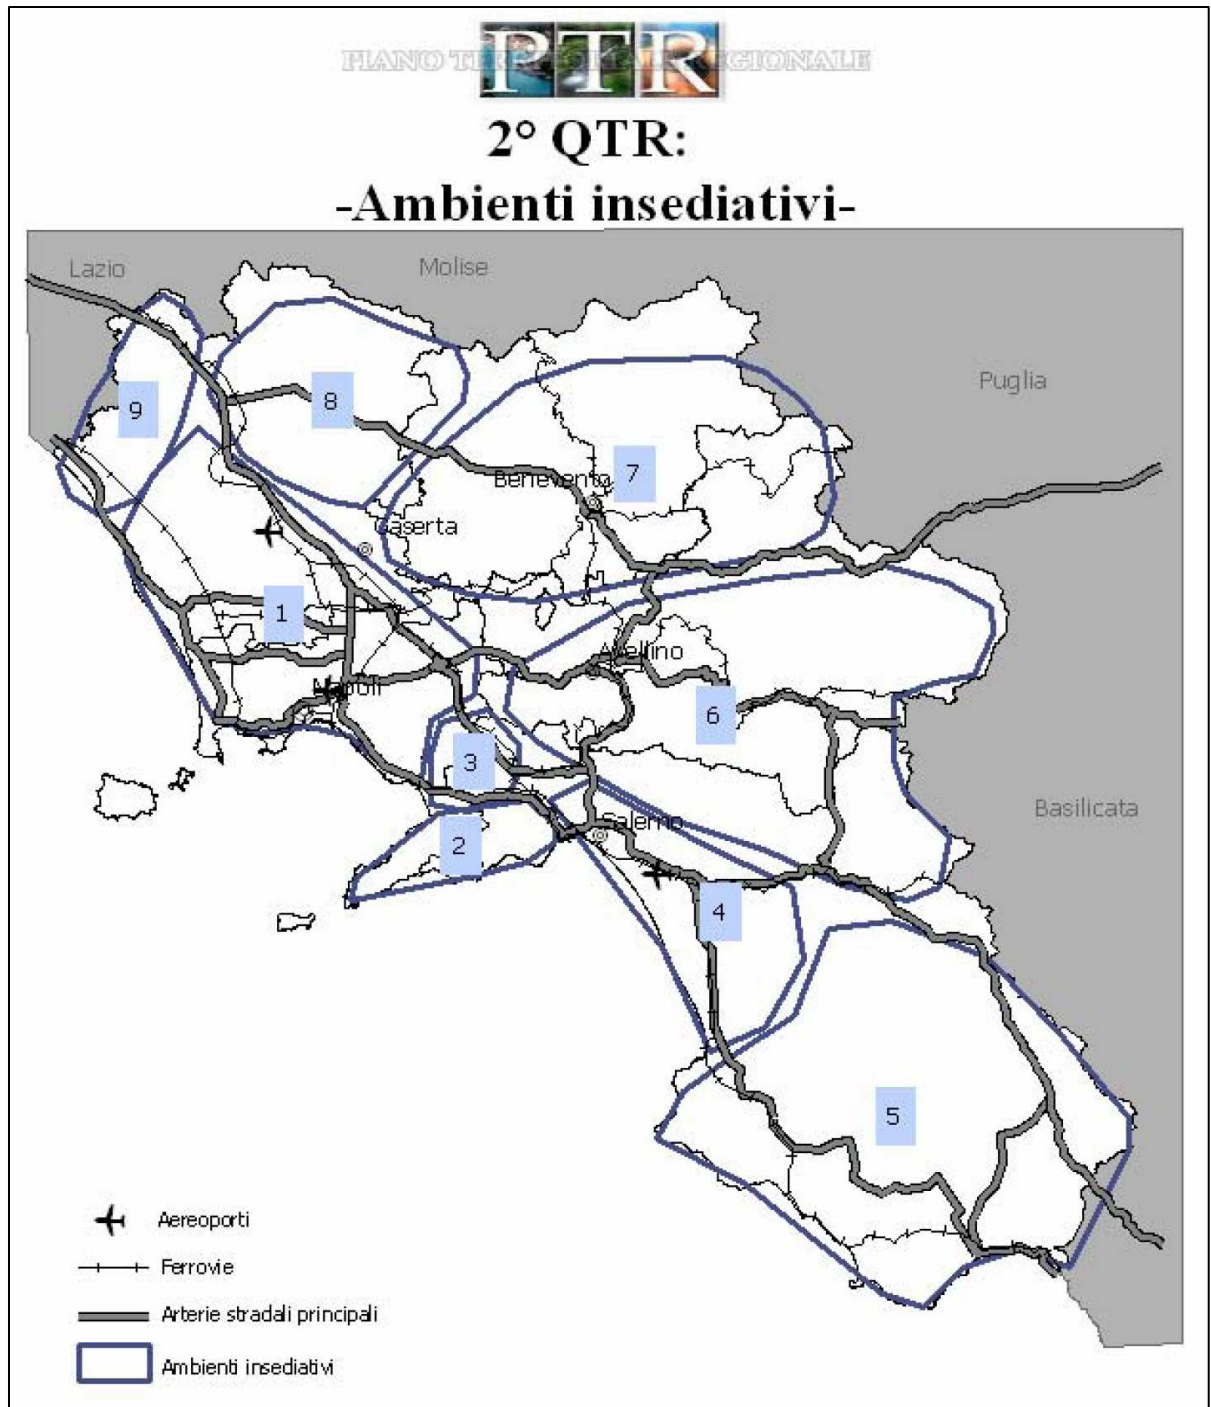 PIANO TERRITORIALE REGIONALE
PTR
2° QTR:
-Ambienti insediativi-
Lazio
Molise
Puglia
9
8
7
Benevento
Caserta
1
Avellino
Napoli
6
3
Basilicata
Salerno
2
4
5
Aereoporti
Ferrovie
Arterie stradali principali
Ambienti insediativi